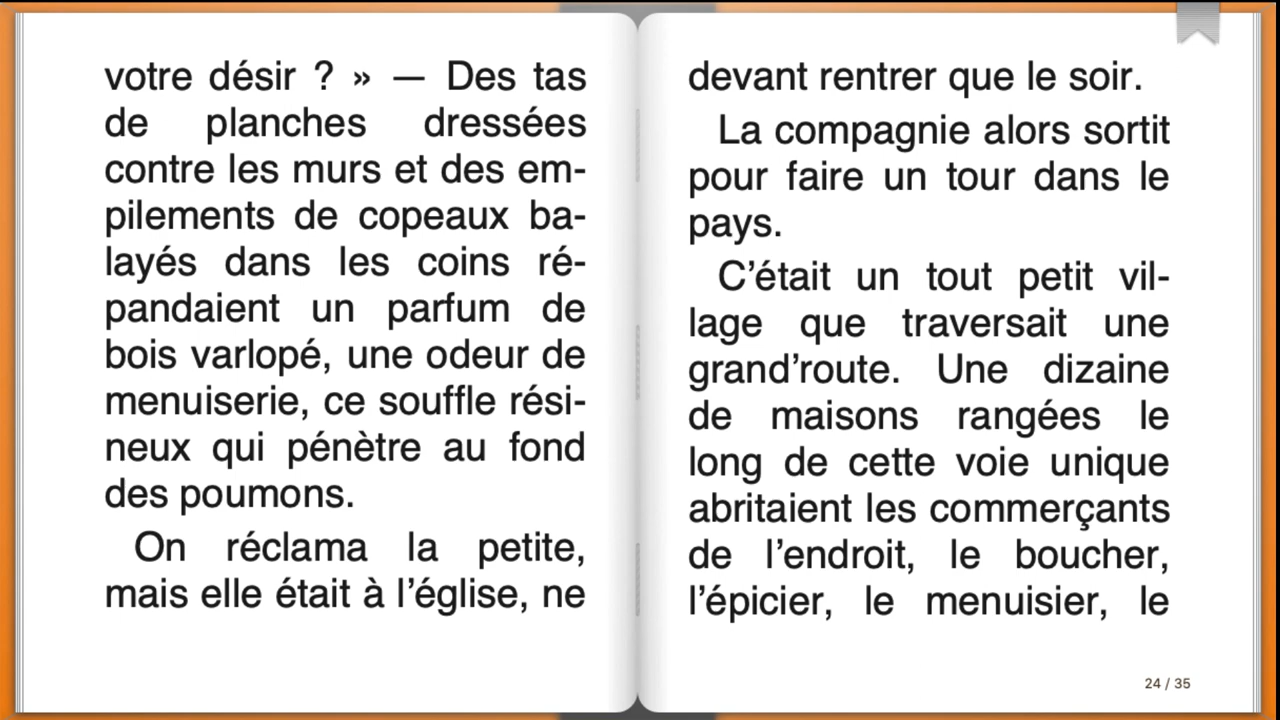 votre désir ? » — Des tas
de planches dressées
contre les murs et des em-
pilements de copeaux ba-
layés dans les coins ré-
pandaient un parfum de
bois varlopé, une odeur de
menuiserie, ce souffle rési-
neux qui pénètre au fond
des poumons.
On réclama la petite,
mais elle était à l’église, ne
devant rentrer que le soir.
La compagnie alors sortit
pour faire un tour dans le
pays.
C’était un tout petit vil-
lage que traversait une
grand’route. Une dizaine
de maisons rangées le
long de cette voie unique
abritaient les commerçants
de l’endroit, le boucher,
l’épicier, le menuisier, le
24 / 35